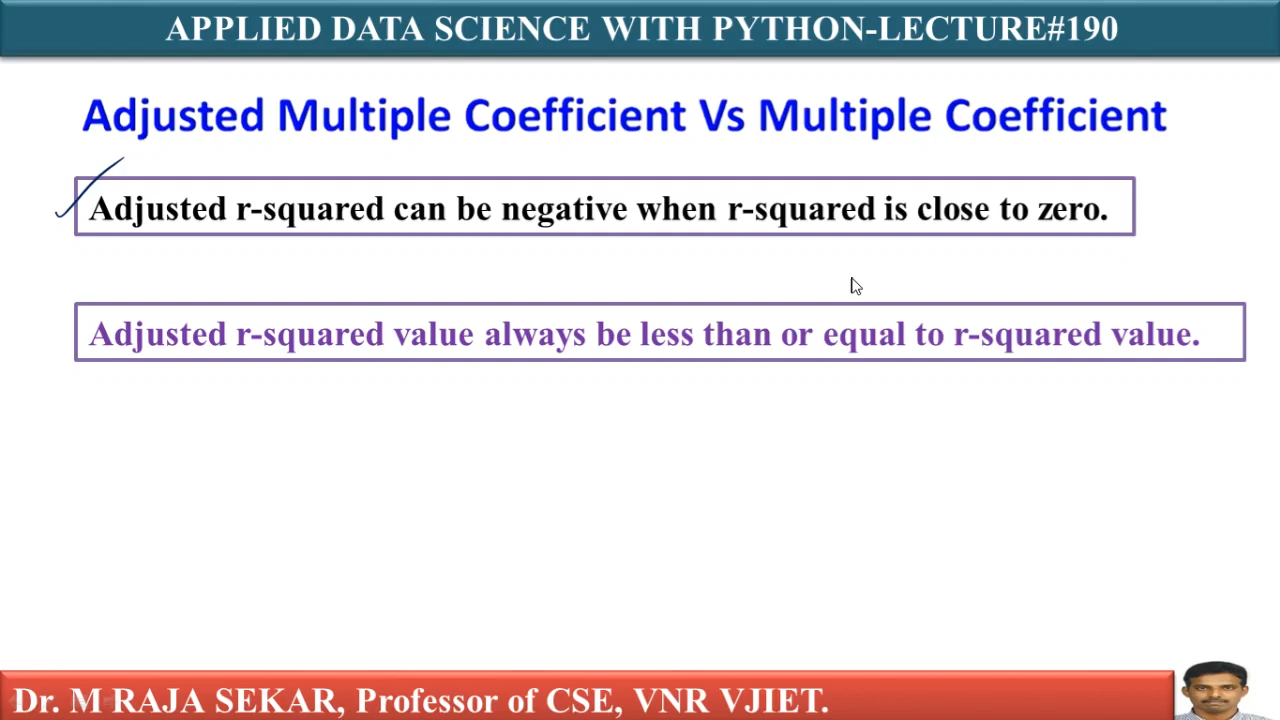 APPLIED DATA SCIENCE WITH PYTHON-LECTURE#190
Adjusted Multiple Coefficient Vs Multiple Coefficient
Adjusted r-squared can be negative when r-squared is close to zero.
Adjusted r-squared value always be less than or equal to r-squared value.
Dr. M RAJA SEKAR, Professor of CSE, VNR VJIET.